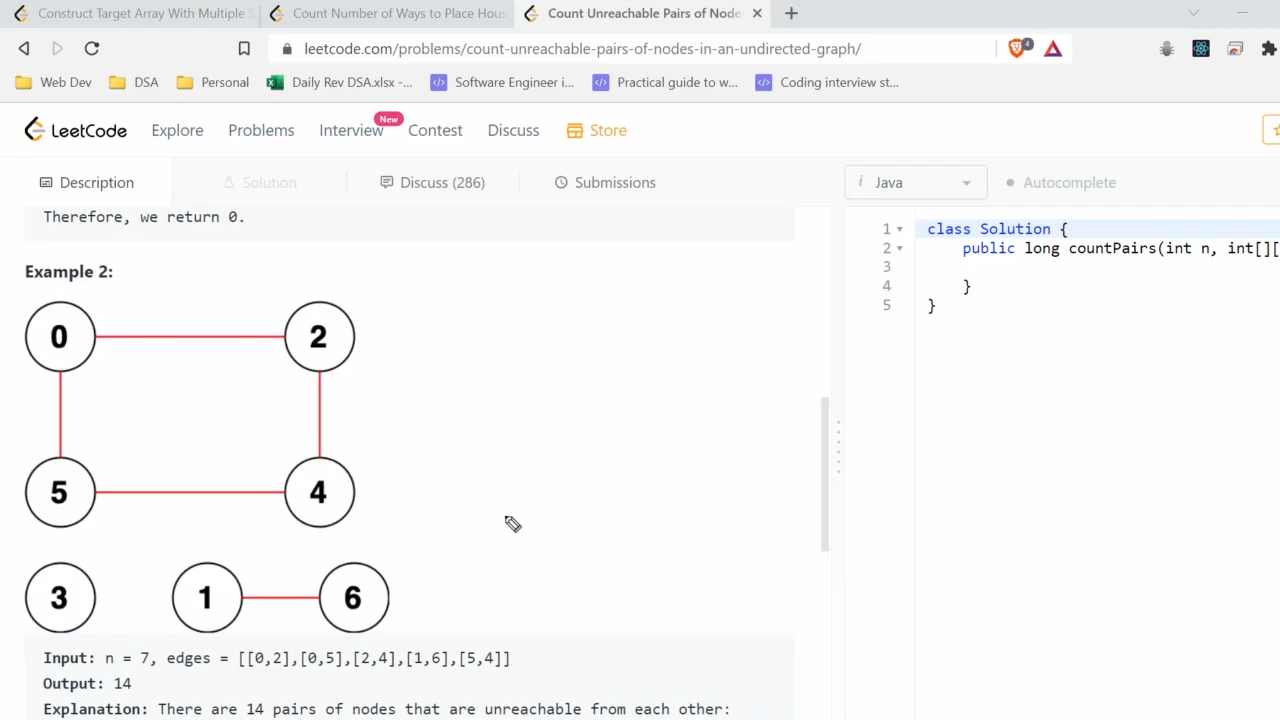 Construct Target Array With Multiple S
Count Number of Ways to Place Hous
Count Unreachable Pairs of Node
leetcode.com/problems/count-unreachable-pairs-of-nodes-in-an-undirected-graph/
4
Web Dev
DSA
Personal
Daily Rev DSA.xlsx -...
Software Engineer i...
Practical guide to w...
Coding interview st...
LeetCode
Explore
Problems
Interview
New
Contest
Discuss
Store
Description
Solution
Discuss (286)
Submissions
i Java
Autocomplete
Therefore, we return 0.
Example 2:
0
2
5
4
3
1
6
Input: n = 7, edges = [[0,2],[0,5],[2,4],[1,6],[5,4]]
Output: 14
Explanation: There are 14 pairs of nodes that are unreachable from each other:
1 class Solution {
2 public long countPairs(int n, int[][
3
4 }
5 }